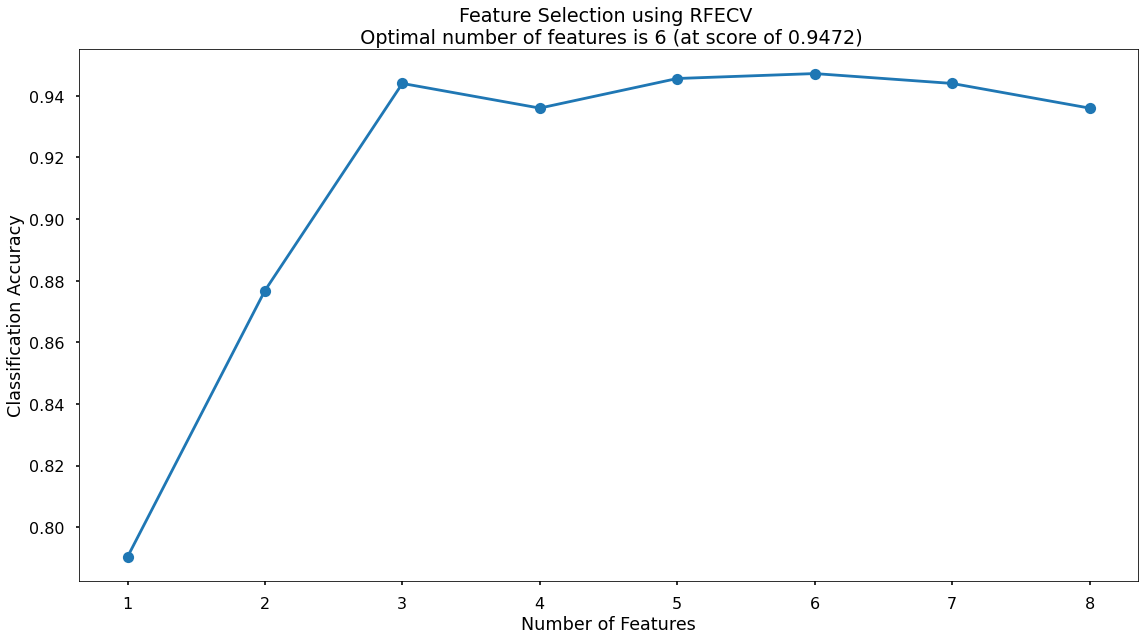 Feature Selection using RFECV
Optimal number of features is 6 (at score of 0.9472)
Classification Accuracy
0.94
0.92
0.90
0.88
0.86
0.84
0.82
0.80
1 2 3 4 5 6 7 8
Number of Features